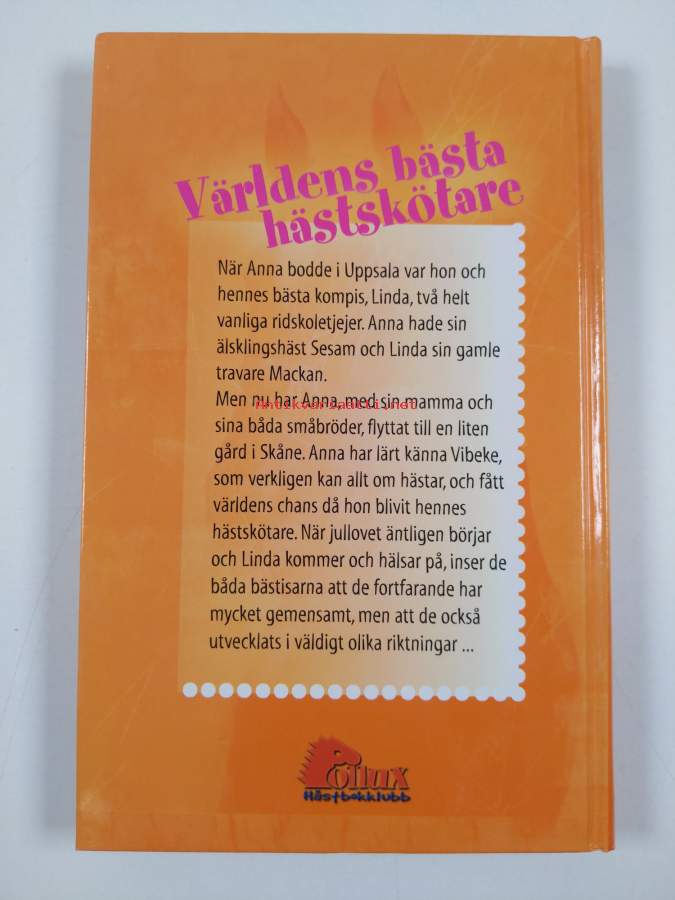 Världens bästa
hästskötare
När Anna bodde i Uppsala var hon och
hennes bästa kompis, Linda, två helt
vanliga ridskoletjejer. Anna hade sin
älsklingshäst Sesam och Linda sin gamle
travare Mackan.
Men nu har Anna, med sin mamma och
Antikvariaatti.net
sina båda småbröder, flyttat till en liten
gård i Skåne. Anna har lärt känna Vibeke,
som verkligen kan allt om hästar, och fått
världens chans då hon blivit hennes
hästskötare. När jullovet äntligen börjar
och Linda kommer och hälsar på, inser de
båda bästisarna att de fortfarande har
mycket gemensamt, men att de också
utvecklats i väldigt olika riktningar ...
Pollux
Hästbokklubb